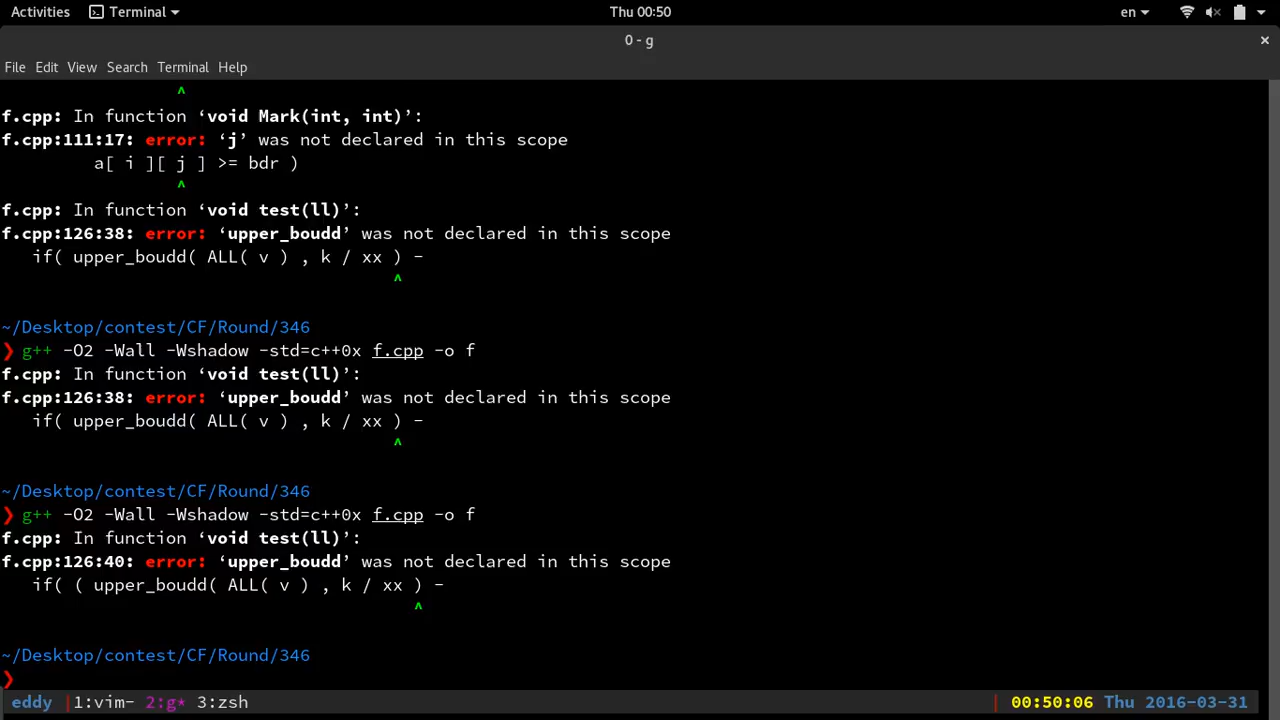 Activities Terminal Thu 00:50 en
0 - g
File Edit View Search Terminal Help
^
f.cpp: In function ‘void Mark(int, int)’:
f.cpp:111:17: error: ‘j’ was not declared in this scope
a[ i ][ j ] >= bdr )
^
f.cpp: In function ‘void test(ll)’:
f.cpp:126:38: error: ‘upper_boudd’ was not declared in this scope
if( upper_boudd( ALL( v ) , k / xx ) -
^
~/Desktop/contest/CF/Round/346
❯ g++ -O2 -Wall -Wshadow -std=c++0x f.cpp -o f
f.cpp: In function ‘void test(ll)’:
f.cpp:126:38: error: ‘upper_boudd’ was not declared in this scope
if( upper_boudd( ALL( v ) , k / xx ) -
^
~/Desktop/contest/CF/Round/346
❯ g++ -O2 -Wall -Wshadow -std=c++0x f.cpp -o f
f.cpp: In function ‘void test(ll)’:
f.cpp:126:40: error: ‘upper_boudd’ was not declared in this scope
if( ( upper_boudd( ALL( v ) , k / xx ) -
^
~/Desktop/contest/CF/Round/346
❯
eddy |1:vim- 2:g* 3:zsh | 00:50:06 Thu 2016-03-31